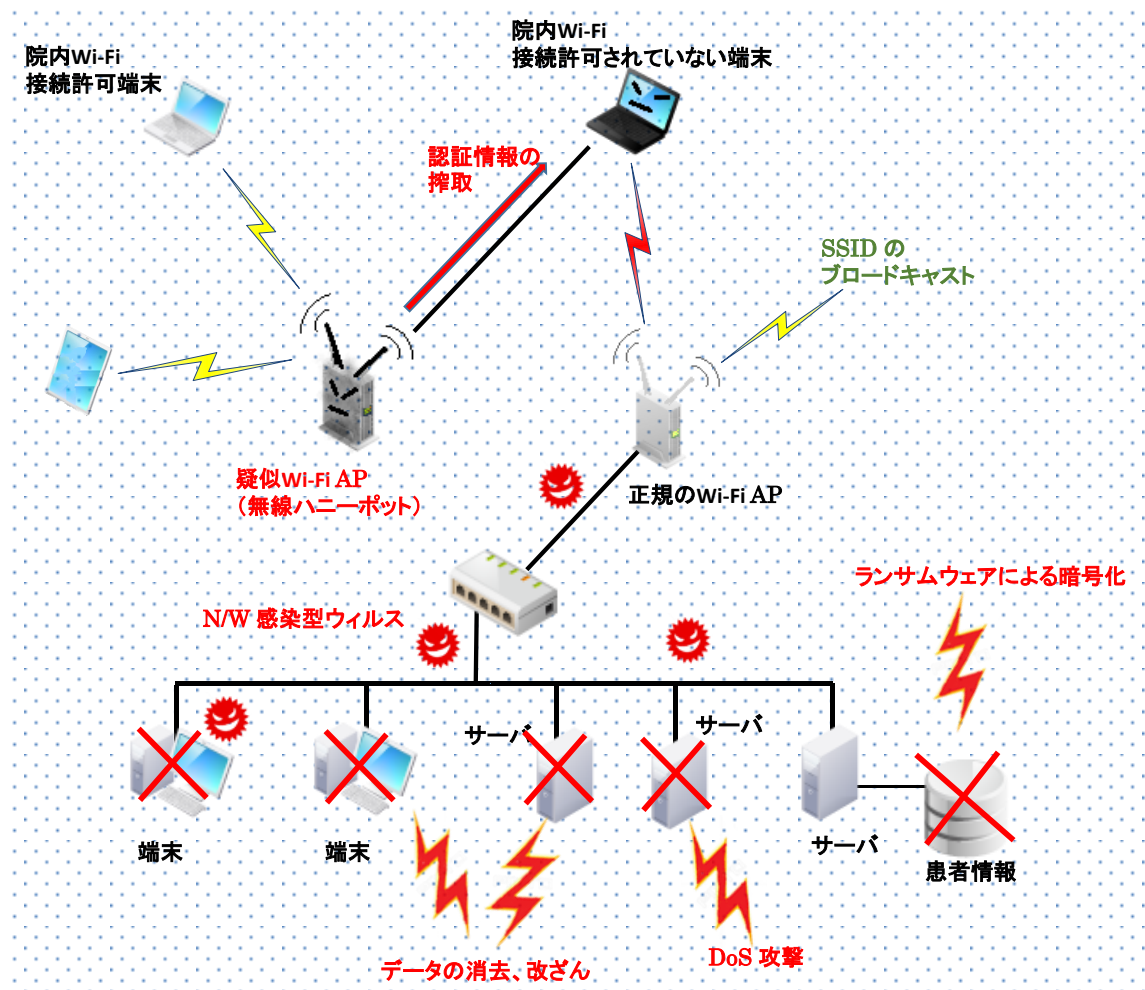 院内Wi-Fi
接続許可端末
院内Wi-Fi
接続許可されていない端末
認証情報の
搾取
SSID の
ブロードキャスト
疑似Wi-Fi AP
（無線ハニーポット）
正規のWi-Fi AP
ランサムウェアによる暗号化
N/W 感染型ウィルス
サーバ
サーバ
端末
端末
サーバ
患者情報
データの消去、改ざん
DoS 攻撃